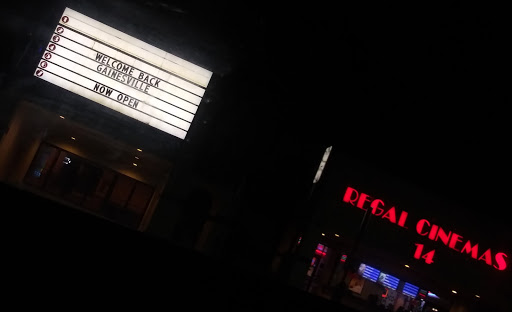 WELCOME BACK
GAINESVILLE
NOW OPEN
REGAL CINEMAS
14